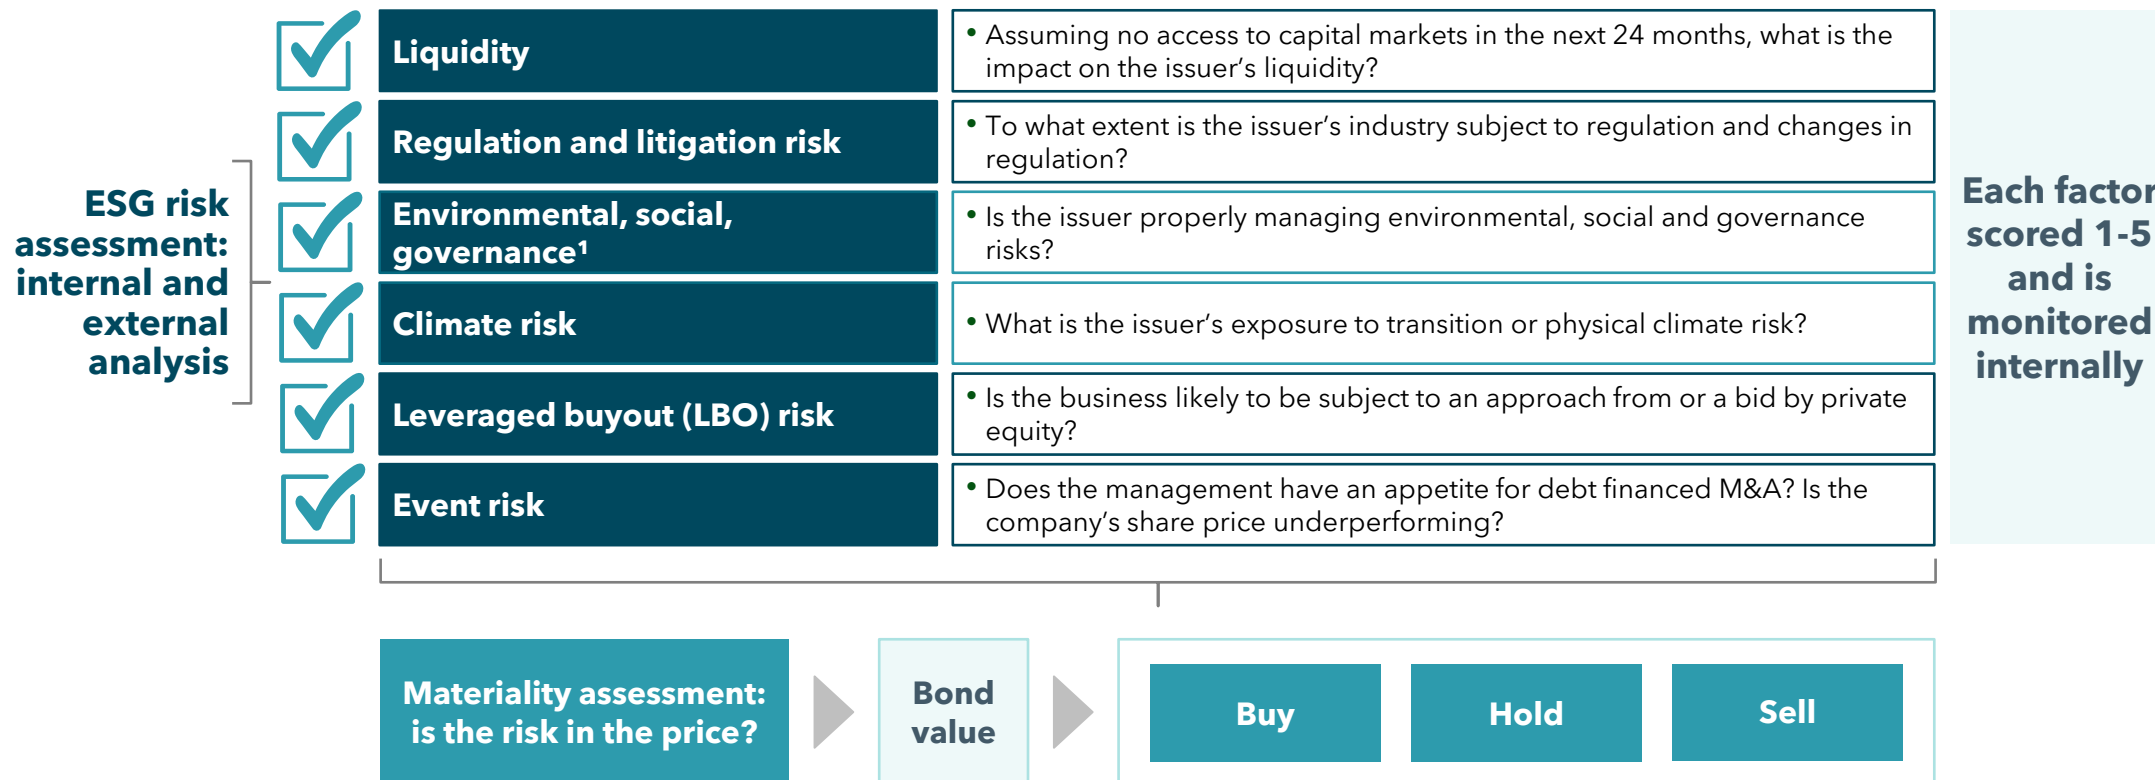 Liquidity
• Assuming no access to capital markets in the next 24 months, what is the
impact on the issuer’s liquidity?
Regulation and litigation risk
• To what extent is the issuer’s industry subject to regulation and changes in
regulation?
ESG risk
assessment:
internal and
external
analysis
Environmental, social,
governance¹
• Is the issuer properly managing environmental, social and governance
risks?
Climate risk
• What is the issuer’s exposure to transition or physical climate risk?
Leveraged buyout (LBO) risk
• Is the business likely to be subject to an approach from or a bid by private
equity?
Event risk
• Does the management have an appetite for debt financed M&A? Is the
company’s share price underperforming?
Each factor
scored 1-5
and is
monitored
internally
Materiality assessment:
is the risk in the price?
Bond
value
Buy
Hold
Sell